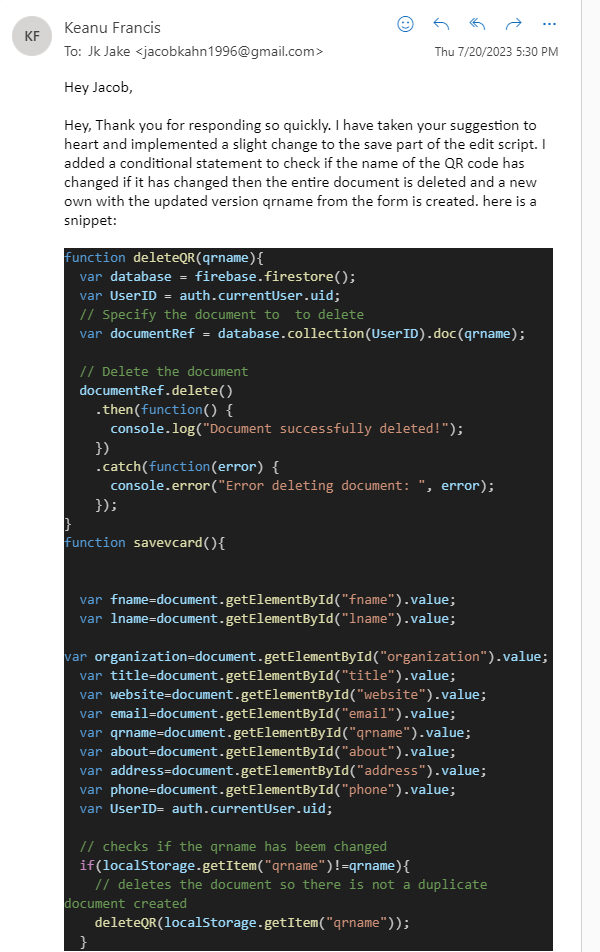 KF
Keanu Francis
To: Jk Jake <jacobkahn1996@gmail.com>
Thu 7/20/2023 5:30 PM
Hey Jacob,
Hey, Thank you for responding so quickly. I have taken your suggestion to
heart and implemented a slight change to the save part of the edit script. I
added a conditional statement to check if the name of the QR code has
changed if it has changed then the entire document is deleted and a new
own with the updated version qrname from the form is created. here is a
snippet:
function deleteQR(qrname){
  var database = firebase.firestore();
  var UserID = auth.currentUser.uid;
  // Specify the document to  to delete
  var documentRef = database.collection(UserID).doc(qrname);
  // Delete the document
  documentRef.delete()
    .then(function() {
      console.log("Document successfully deleted!");
    })
    .catch(function(error) {
      console.error("Error deleting document: ", error);
    });
}
function savevcard(){
  var fname=document.getElementById("fname").value;
  var lname=document.getElementById("lname").value;
var organization=document.getElementById("organization").value;
  var title=document.getElementById("title").value;
  var website=document.getElementById("website").value;
  var email=document.getElementById("email").value;
  var qrname=document.getElementById("qrname").value;
  var about=document.getElementById("about").value;
  var address=document.getElementById("address").value;
  var phone=document.getElementById("phone").value;
  var UserID= auth.currentUser.uid;
  // checks if the qrname has beem changed
  if(localStorage.getItem("qrname")!=qrname){
    // deletes the document so there is not a duplicate
document created
    deleteQR(localStorage.getItem("qrname"));
  }